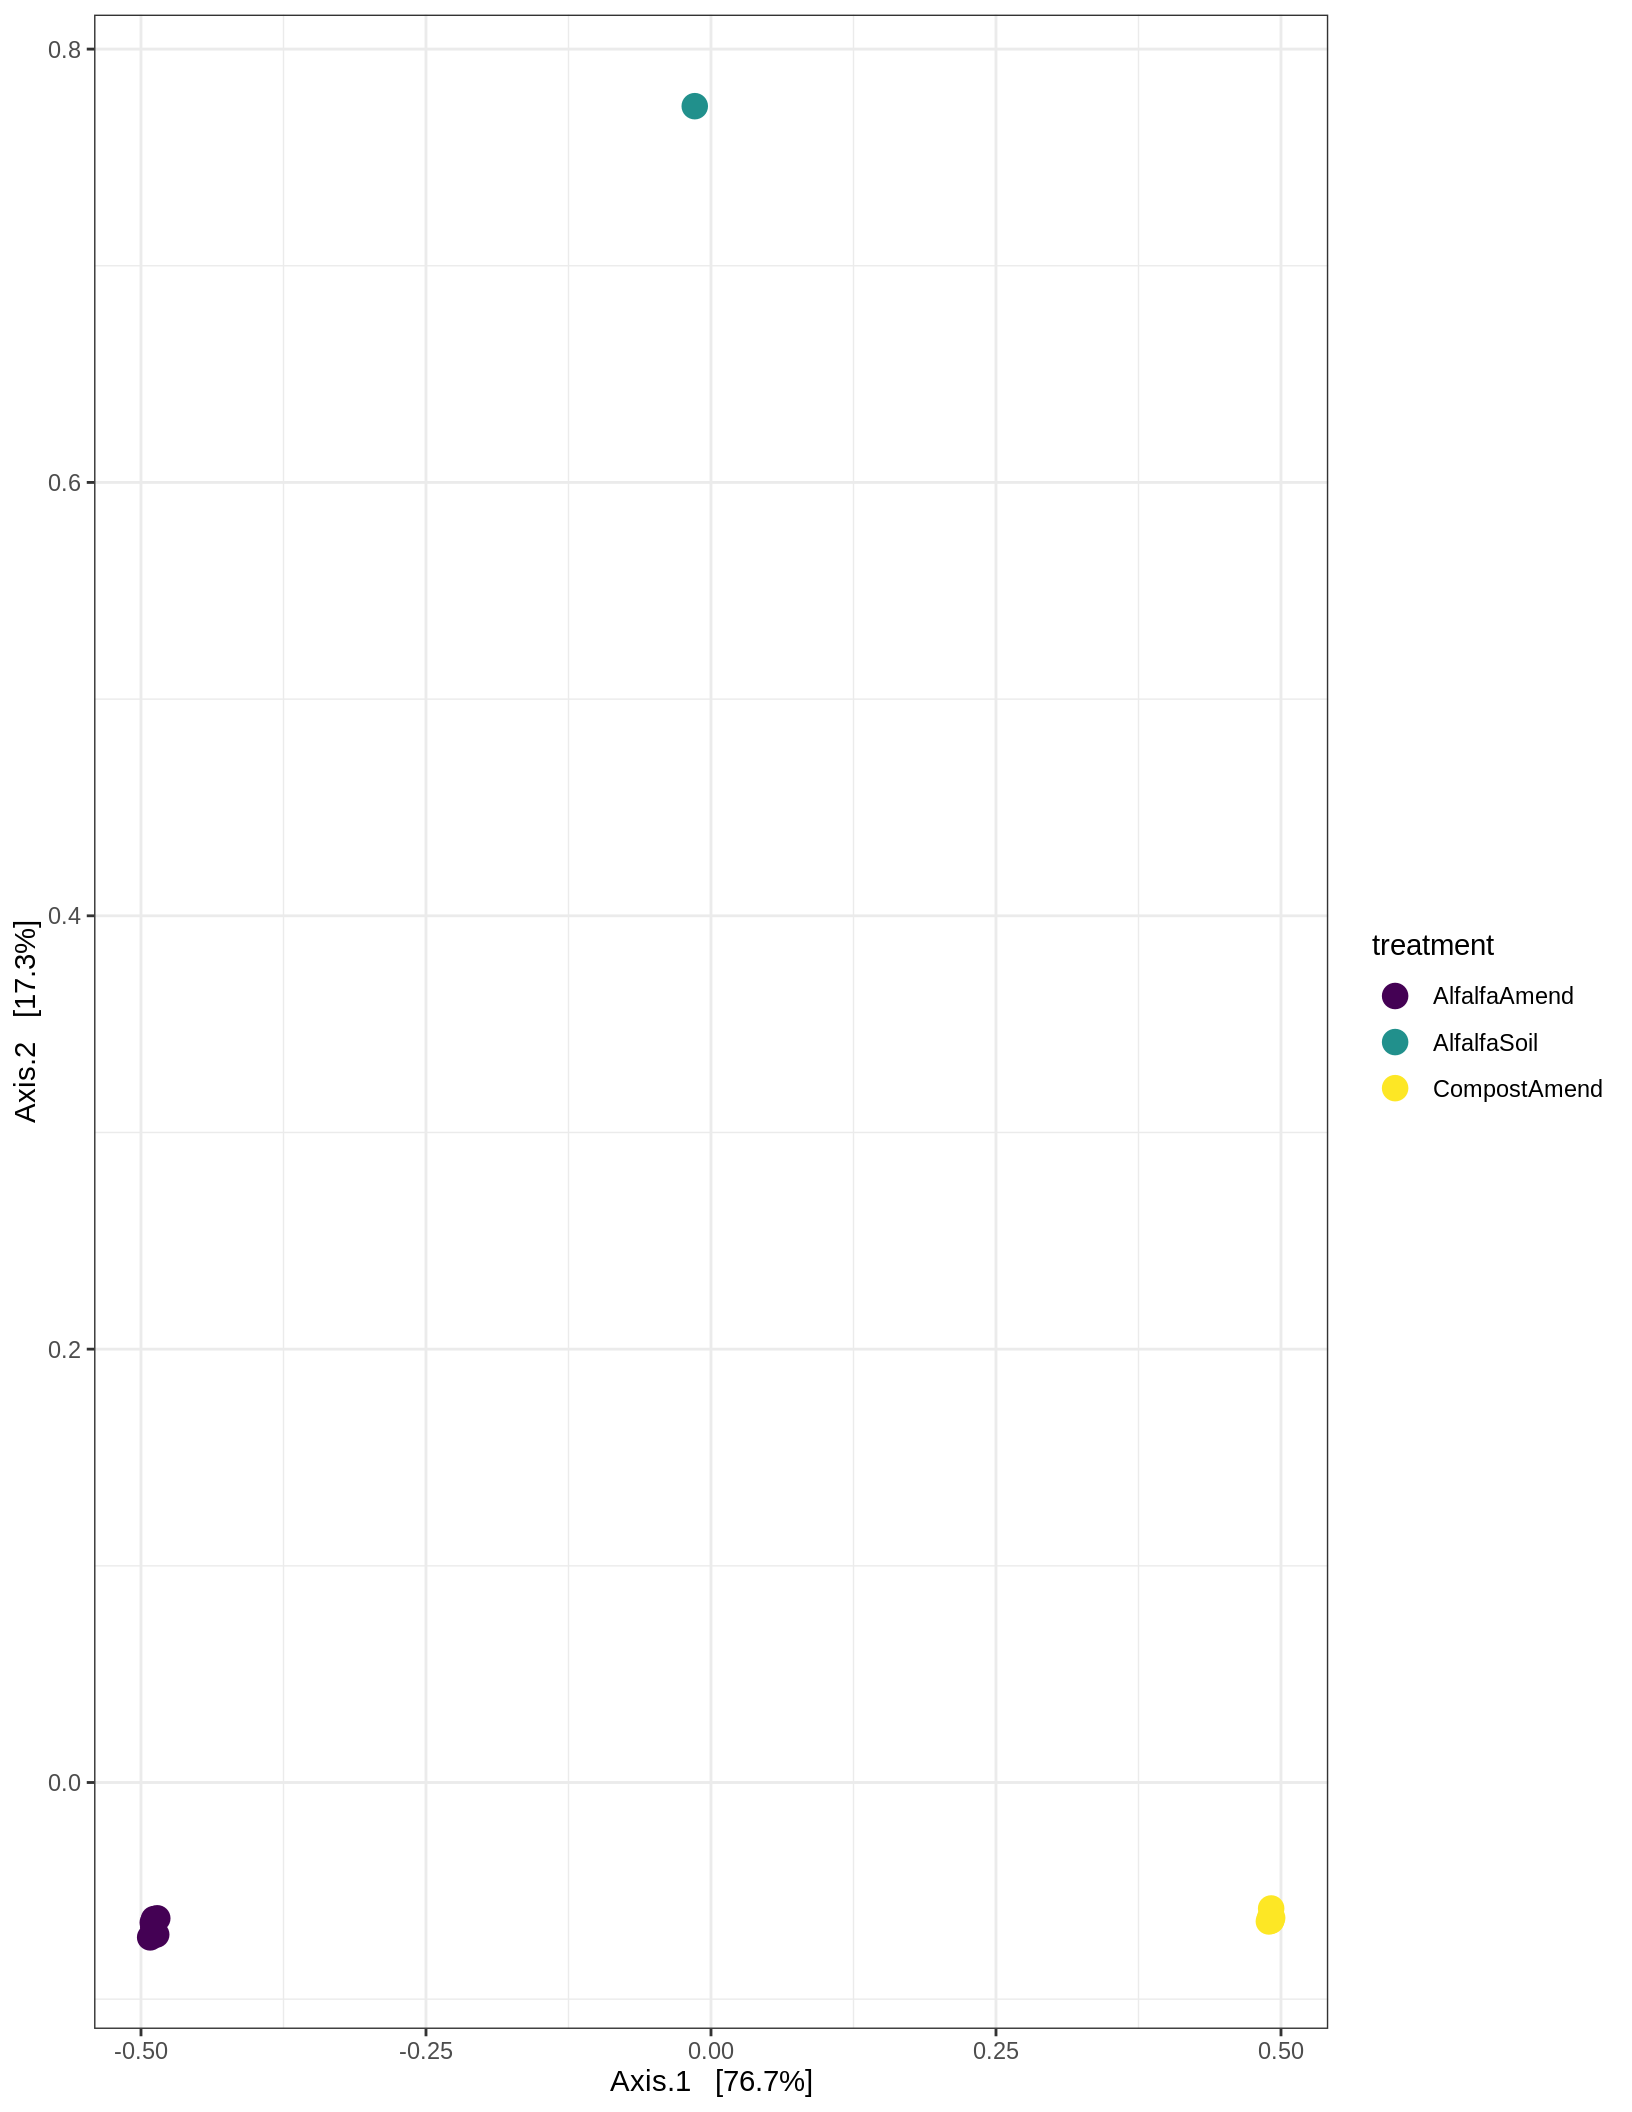 0.8
0.6
0.4
0.2
0.0
Axis.2 [17.3%]
-0.50
-0.25
0.00
0.25
0.50
Axis.1 [76.7%]
treatment
AlfalfaAmend
AlfalfaSoil
CompostAmend